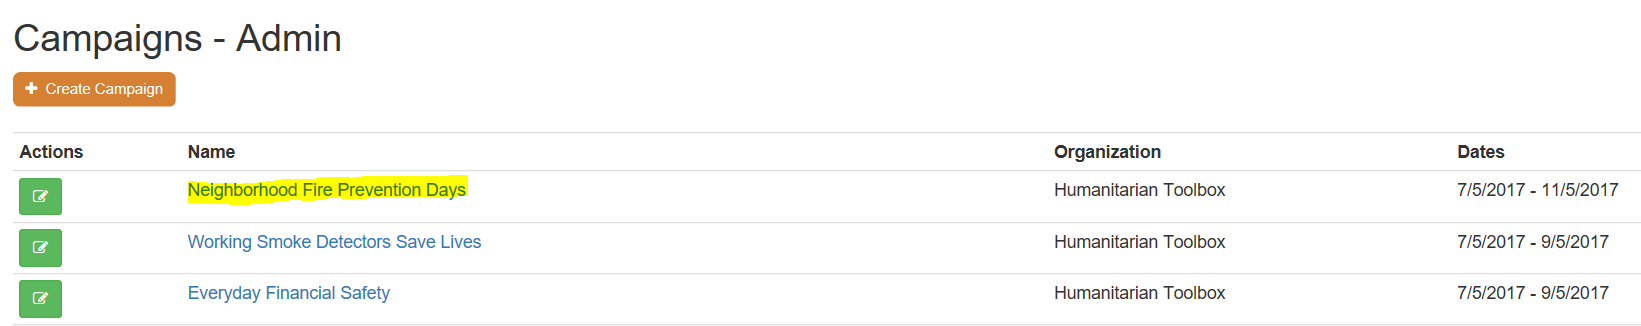 Campaigns - Admin
Create Campaign
Actions Name Organization Dates
Neighborhood Fire Prevention Days Humanitarian Toolbox 7/5/2017 - 11/5/2017
Working Smoke Detectors Save Lives Humanitarian Toolbox 7/5/2017 - 9/5/2017
Everyday Financial Safety Humanitarian Toolbox 7/5/2017 - 9/5/2017